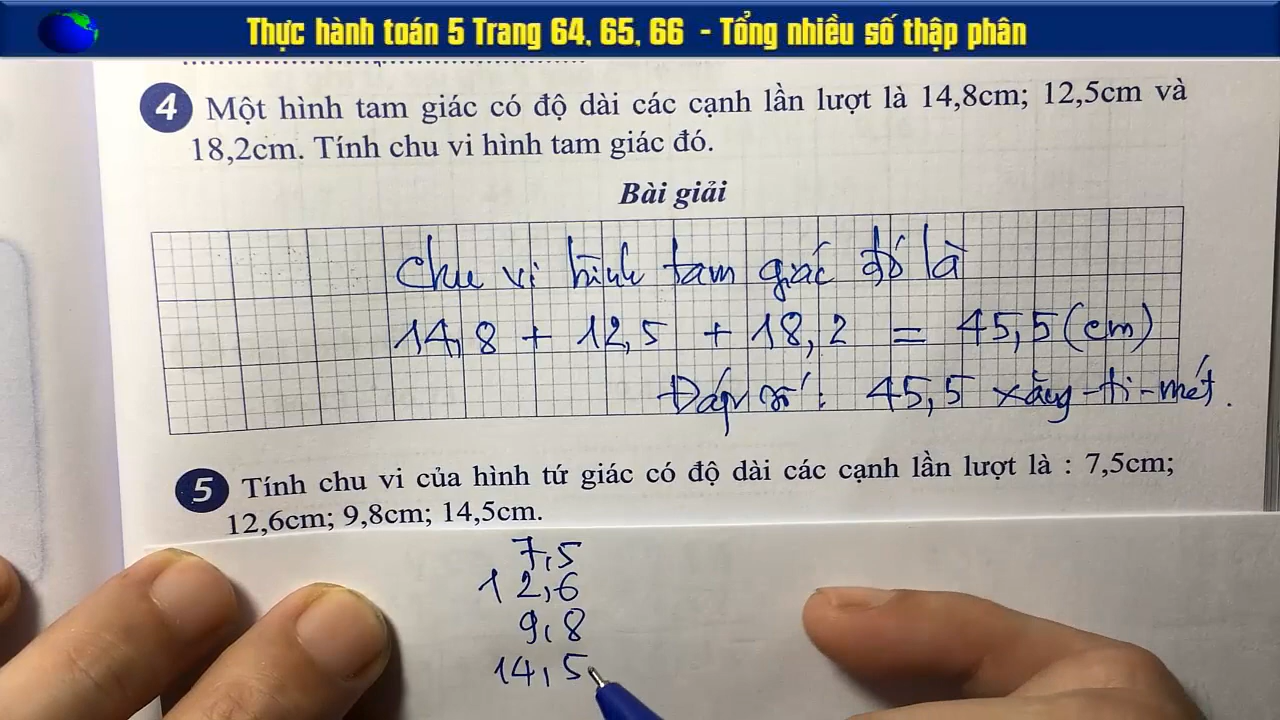 Thực hành toán 5 Trang 64, 65, 66 - Tổng nhiều số thập phân
4 Một hình tam giác có độ dài các cạnh lần lượt là 14,8cm; 12,5cm và
18,2cm. Tính chu vi hình tam giác đó.
Bài giải
Chu vi hình tam giác đó là
14,8 + 12,5 + 18,2 = 45,5 (cm)
Đáp số: 45,5 xăng-ti-mét.
5 Tính chu vi của hình tứ giác có độ dài các cạnh lần lượt là : 7,5cm;
12,6cm; 9,8cm; 14,5cm.
7,5
12,6
9,8
14,5